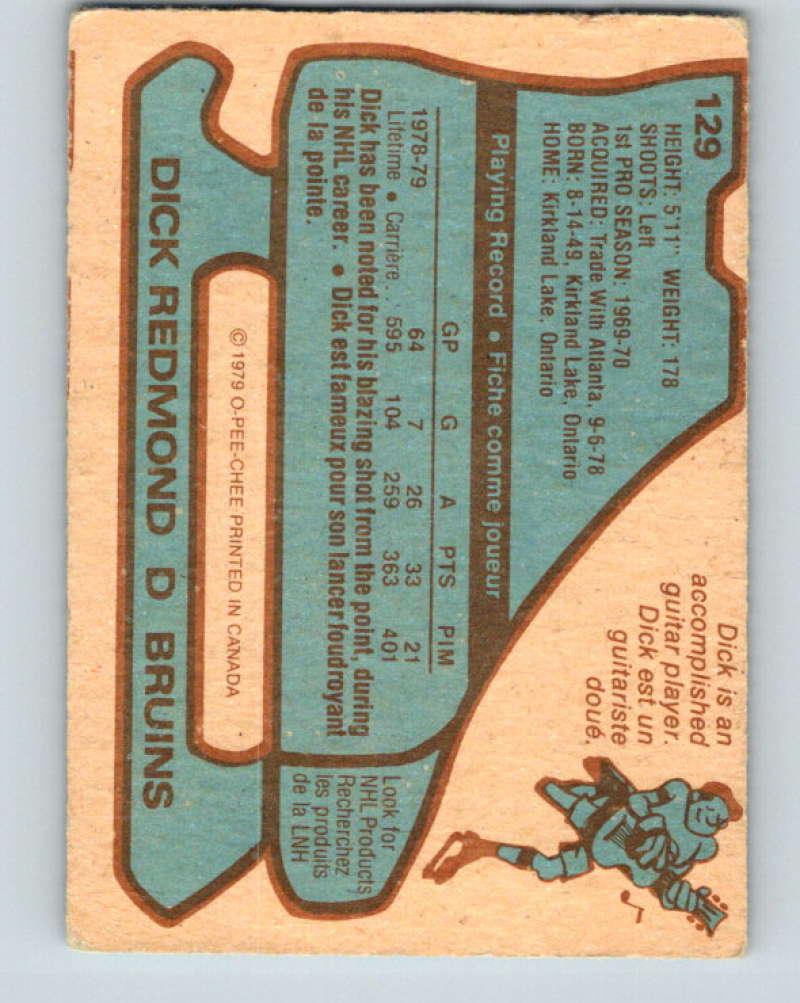 129
HEIGHT: 5'11" WEIGHT: 178
SHOOTS: Left
1st PRO SEASON: 1969-70
ACQUIRED: Trade With Atlanta, 9-6-78
BORN: 8-14-49, Kirkland Lake, Ontario
HOME: Kirkland Lake, Ontario
Dick is an
accomplished
guitar player.
Dick est un
guitariste
doué.
Playing Record • Fiche comme joueur
GP G A PTS PIM
1978-79 64 7 26 33 21
Lifetime • Carrière.. 595 104 259 363 401
Dick has been noted for his blazing shot from the point, during
his NHL career. • Dick est fameux pour son lancer foudroyant
de la pointe.
Look for
NHL Products
Recherchez
les produits
de la LNH
© 1979 O-PEE-CHEE PRINTED IN CANADA
DICK REDMOND D BRUINS